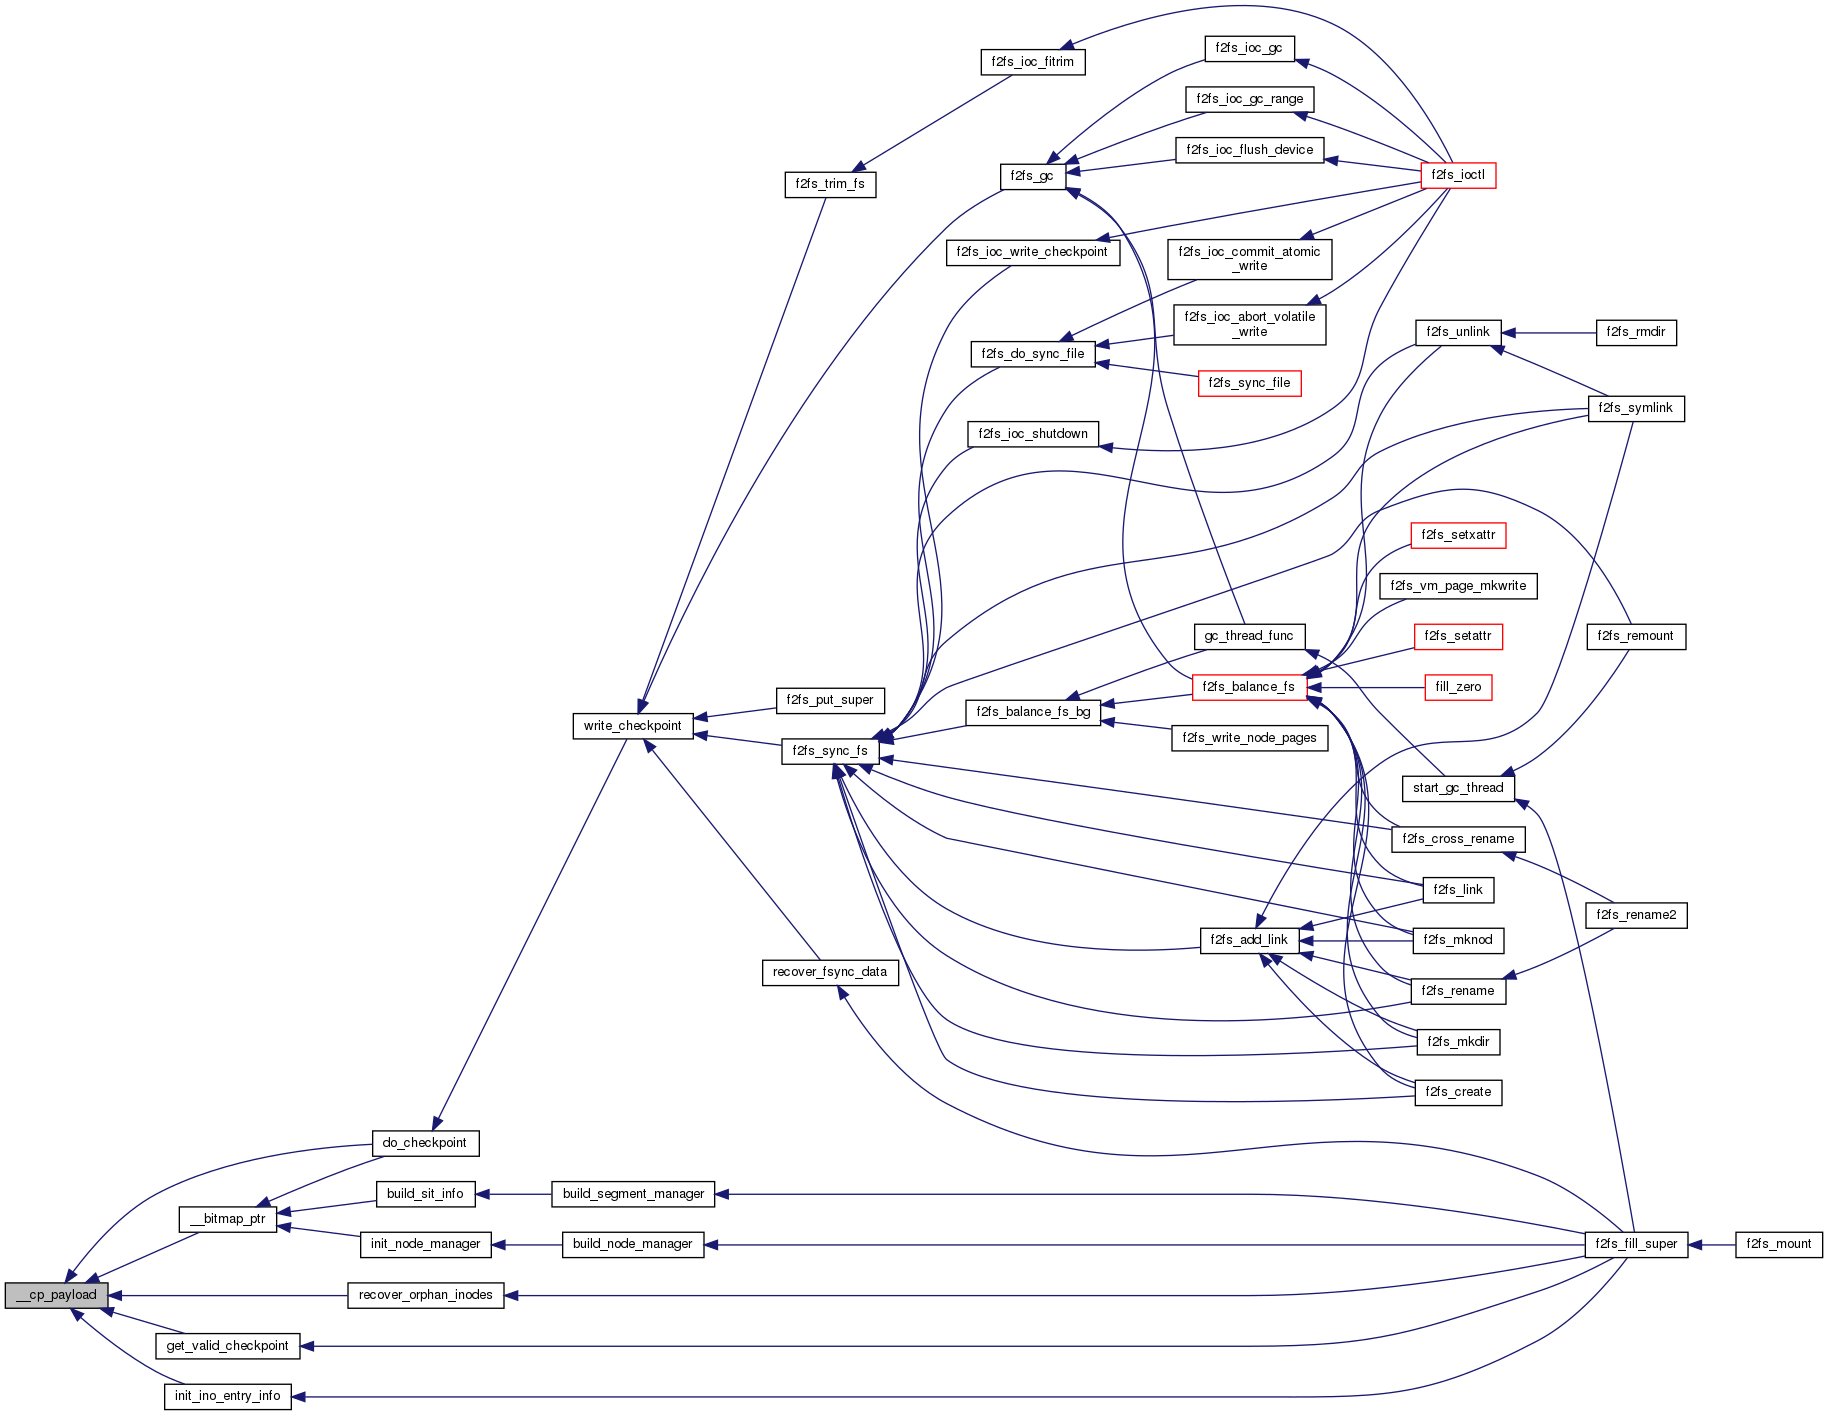 f2fs_ioc_fitrim
f2fs_ioc_gc
f2fs_ioc_gc_range
f2fs_ioc_flush_device
f2fs_ioctl
f2fs_trim_fs
f2fs_gc
f2fs_ioc_write_checkpoint
f2fs_ioc_commit_atomic
_write
f2fs_ioc_abort_volatile
_write
f2fs_unlink
f2fs_rmdir
f2fs_do_sync_file
f2fs_sync_file
f2fs_symlink
f2fs_ioc_shutdown
f2fs_setxattr
f2fs_vm_page_mkwrite
gc_thread_func
f2fs_setattr
f2fs_remount
f2fs_balance_fs
fill_zero
f2fs_put_super
f2fs_balance_fs_bg
write_checkpoint
f2fs_write_node_pages
f2fs_sync_fs
start_gc_thread
f2fs_cross_rename
f2fs_link
f2fs_rename2
f2fs_add_link
f2fs_mknod
recover_fsync_data
f2fs_rename
f2fs_mkdir
f2fs_create
do_checkpoint
build_sit_info
build_segment_manager
__bitmap_ptr
init_node_manager
build_node_manager
f2fs_fill_super
f2fs_mount
__cp_payload
recover_orphan_inodes
get_valid_checkpoint
init_ino_entry_info